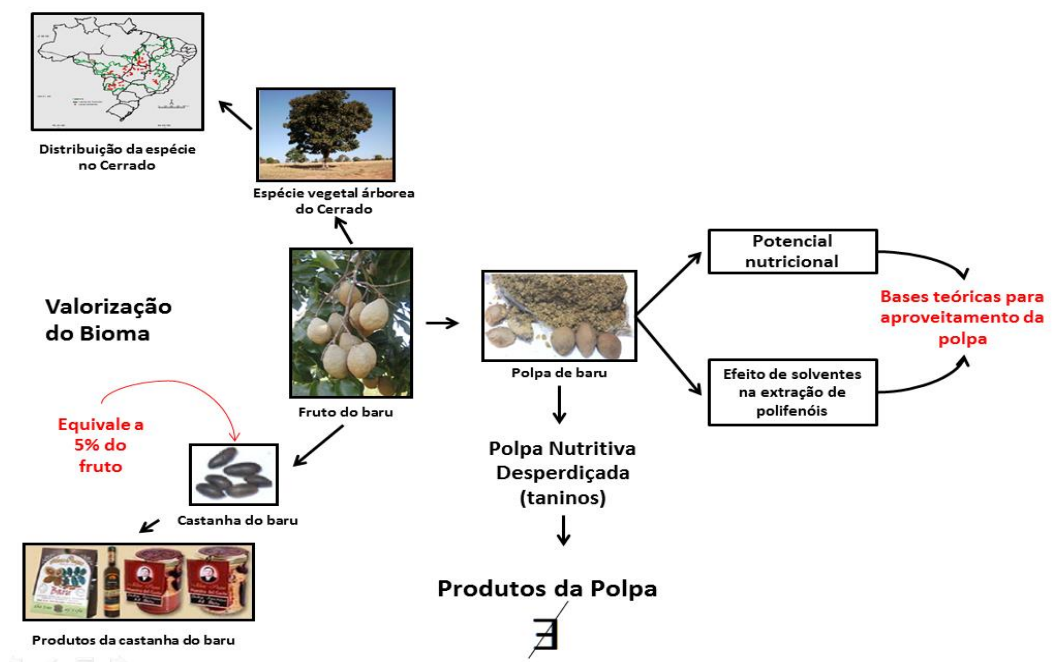 Distribuição da espécie
no Cerrado
Espécie vegetal árborea
do Cerrado
Valorização
do Bioma
Fruto do baru
Equivale a
5% do
fruto
Castanha do baru
Baru
Produtos da castanha do baru
Polpa de baru
Polpa Nutritiva
Desperdiçada
(taninos)
Produtos da Polpa
∄
Potencial
nutricional
Efeito de solventes
na extração de
polifenóis
Bases teóricas para
aproveitamento da
polpa